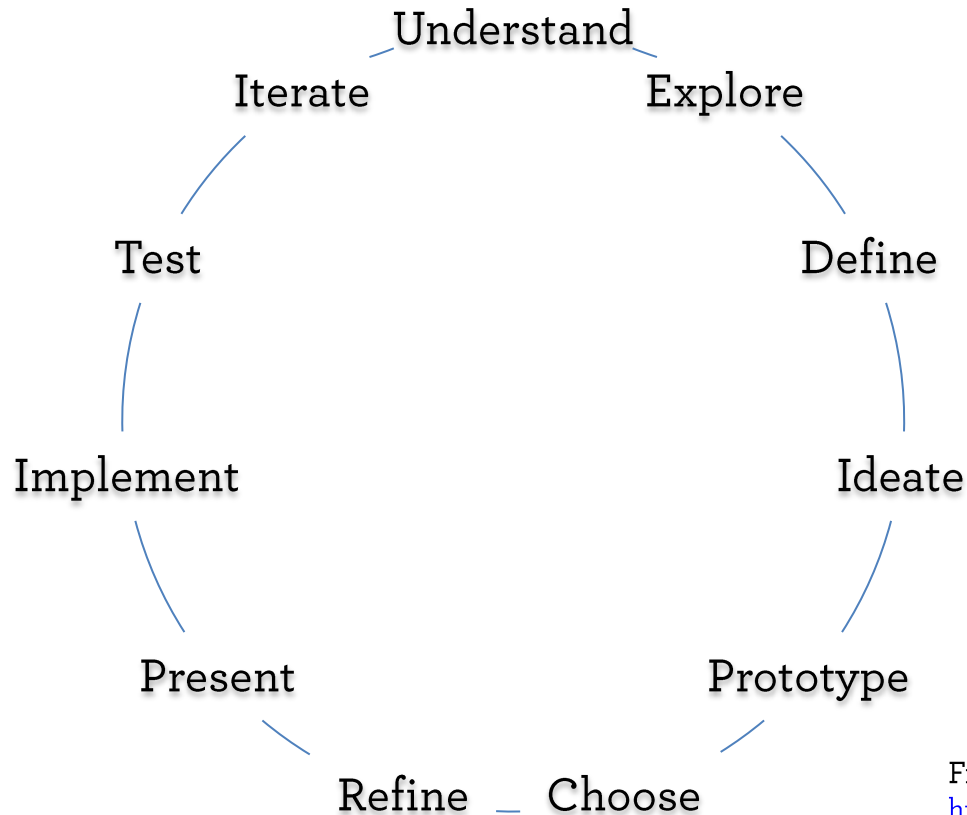 Understand
Explore
Define
Ideate
Prototype
Choose
Refine
Present
Implement
Test
Iterate